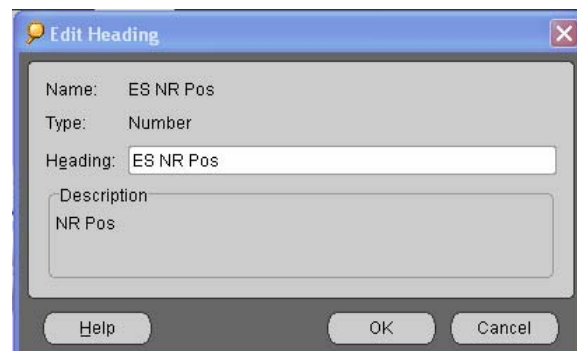 Edit Heading
Name: ES NR Pos
Type: Number
Heading: ES NR Pos
Description
NR Pos
Help OK Cancel